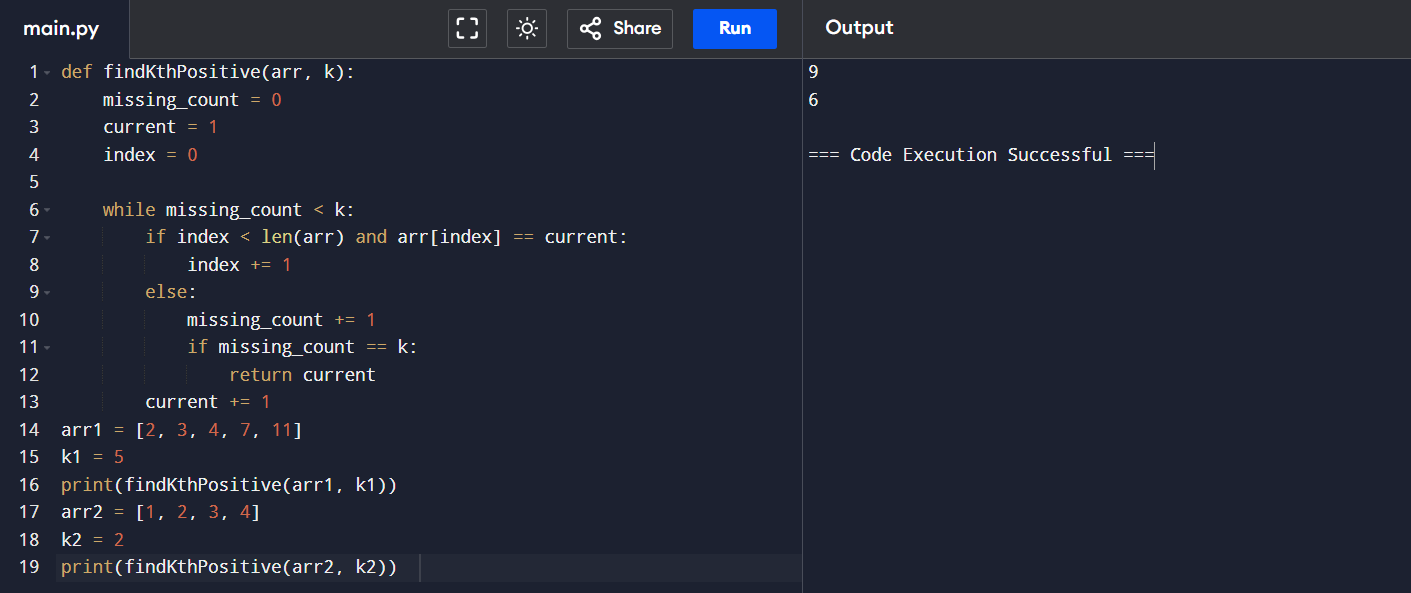 main.py Share Run Output
1 def findKthPositive(arr, k):
2     missing_count = 0
3     current = 1
4     index = 0
5
6     while missing_count < k:
7         if index < len(arr) and arr[index] == current:
8             index += 1
9         else:
10             missing_count += 1
11             if missing_count == k:
12                 return current
13         current += 1
14 arr1 = [2, 3, 4, 7, 11]
15 k1 = 5
16 print(findKthPositive(arr1, k1))
17 arr2 = [1, 2, 3, 4]
18 k2 = 2
19 print(findKthPositive(arr2, k2))
9
6
=== Code Execution Successful ===